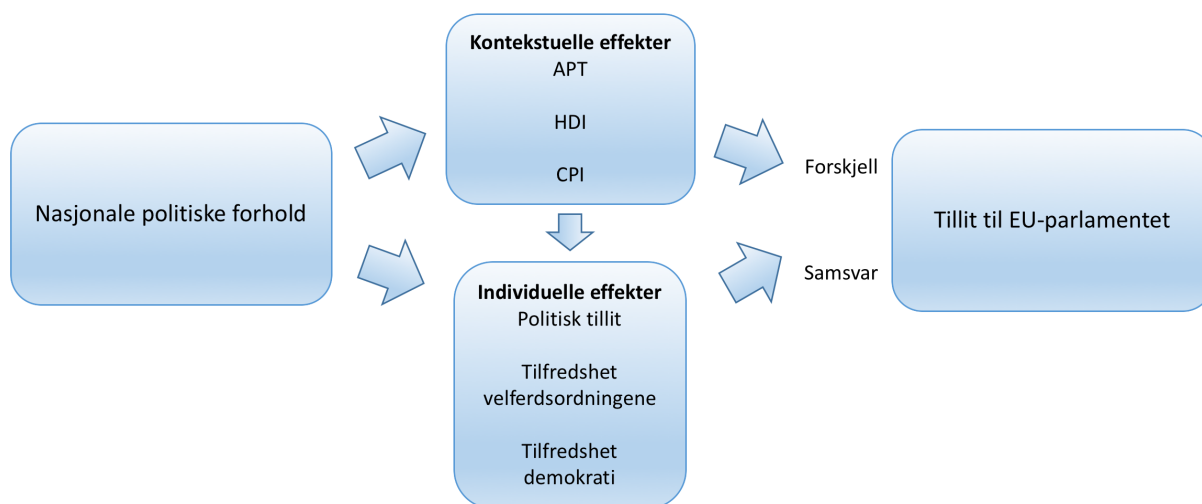 Nasjonale politiske forhold
Kontekstuelle effekter
APT
HDI
CPI
Individuelle effekter
Politisk tillit
Tilfredshet
velferdsordningene
Tilfredshet
demokrati
Forskjell
Samsvar
Tillit til EU-parlamentet